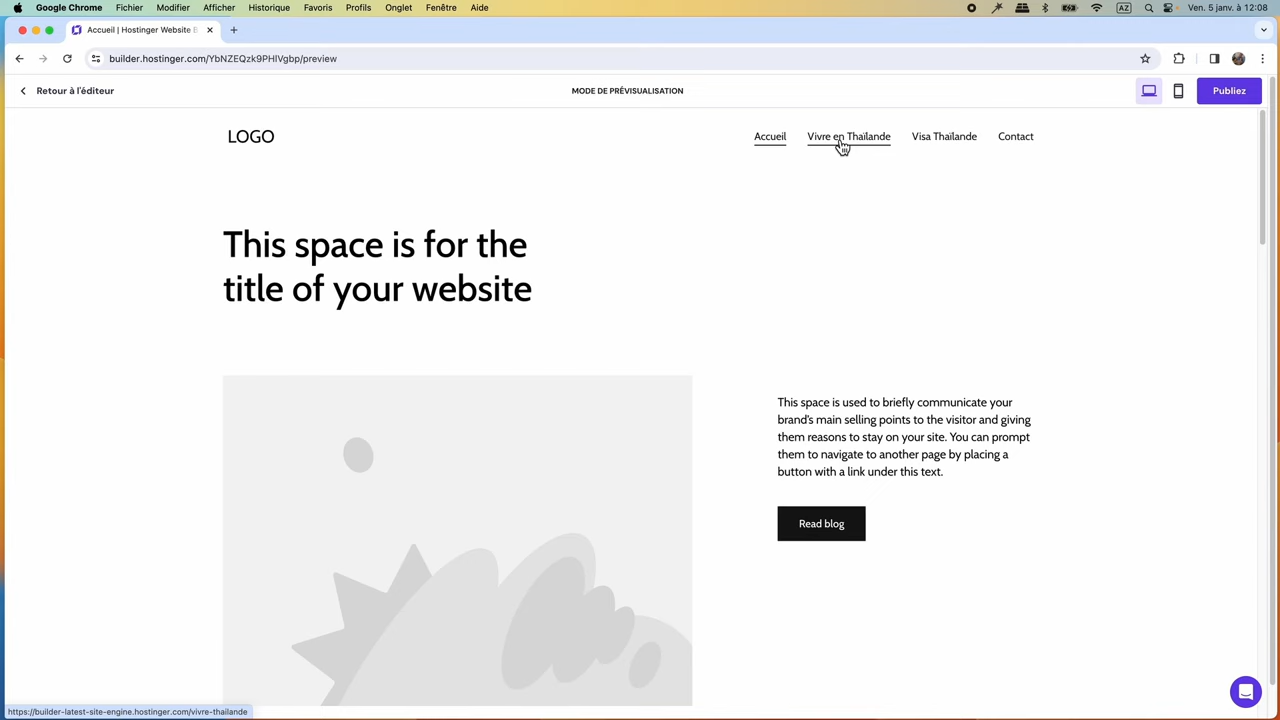 Google Chrome Fichier Modifier Afficher Historique Favoris Profils Onglet Fenêtre Aide AZ Ven. 5 janv. à 12:08
Accueil | Hostinger Website B
builder.hostinger.com/YbNZEQzk9PHlVgbp/preview
Retour à l'éditeur MODE DE PRÉVISUALISATION Publiez
LOGO Accueil Vivre en Thaïlande Visa Thaïlande Contact
This space is for the
title of your website
This space is used to briefly communicate your
brand's main selling points to the visitor and giving
them reasons to stay on your site. You can prompt
them to navigate to another page by placing a
button with a link under this text.
Read blog
https://builder-latest-site-engine.hostinger.com/vivre-thailande